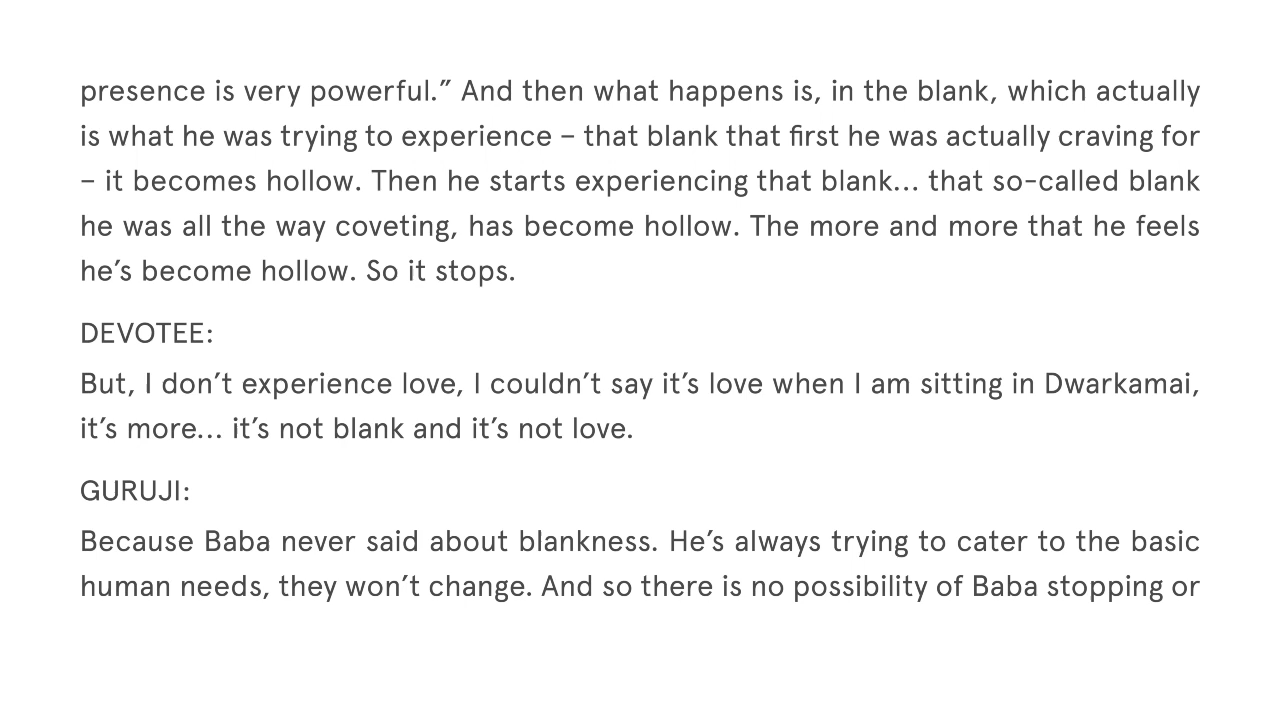 presence is very powerful.” And then what happens is, in the blank, which actually
is what he was trying to experience – that blank that first he was actually craving for
– it becomes hollow. Then he starts experiencing that blank... that so-called blank
he was all the way coveting, has become hollow. The more and more that he feels
he’s become hollow. So it stops.
DEVOTEE:
But, I don’t experience love, I couldn’t say it’s love when I am sitting in Dwarkamai,
it’s more... it’s not blank and it’s not love.
GURUJI:
Because Baba never said about blankness. He’s always trying to cater to the basic
human needs, they won’t change. And so there is no possibility of Baba stopping or